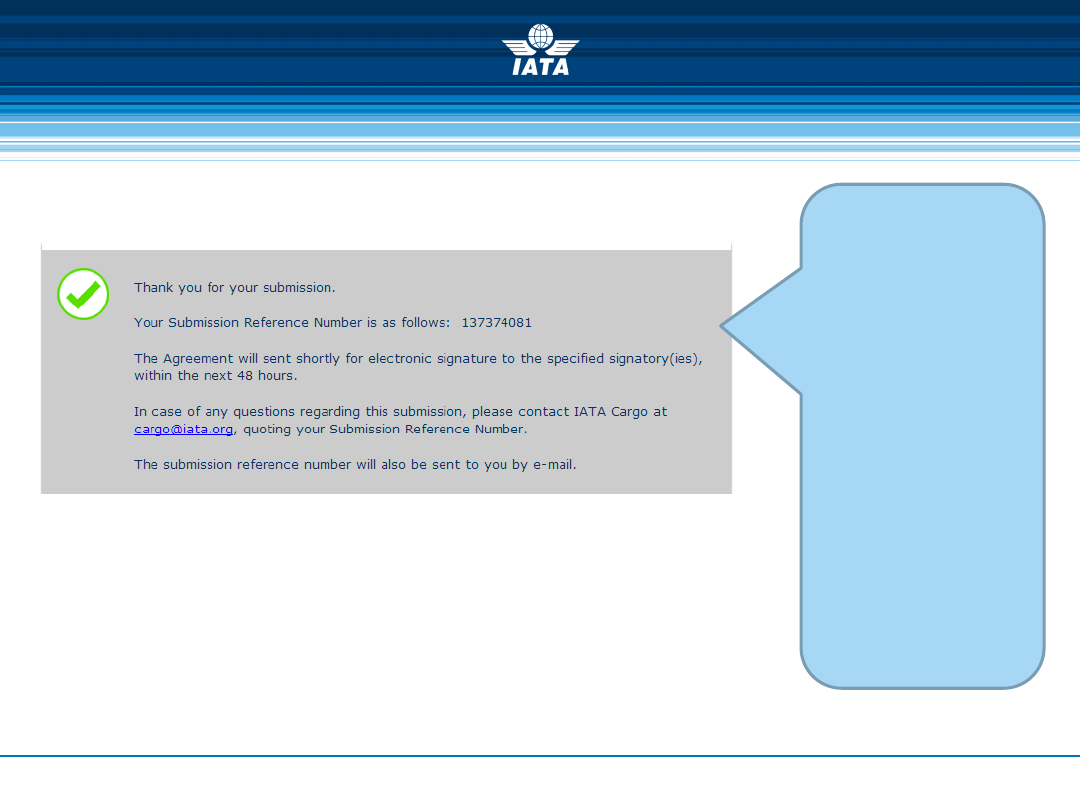 IATA
Thank you for your submission.
Your Submission Reference Number is as follows: 137374081
The Agreement will sent shortly for electronic signature to the specified signatory(ies),
within the next 48 hours.
In case of any questions regarding this submission, please contact IATA Cargo at
cargo@iata.org, quoting your Submission Reference Number.
The submission reference number will also be sent to you by e-mail.